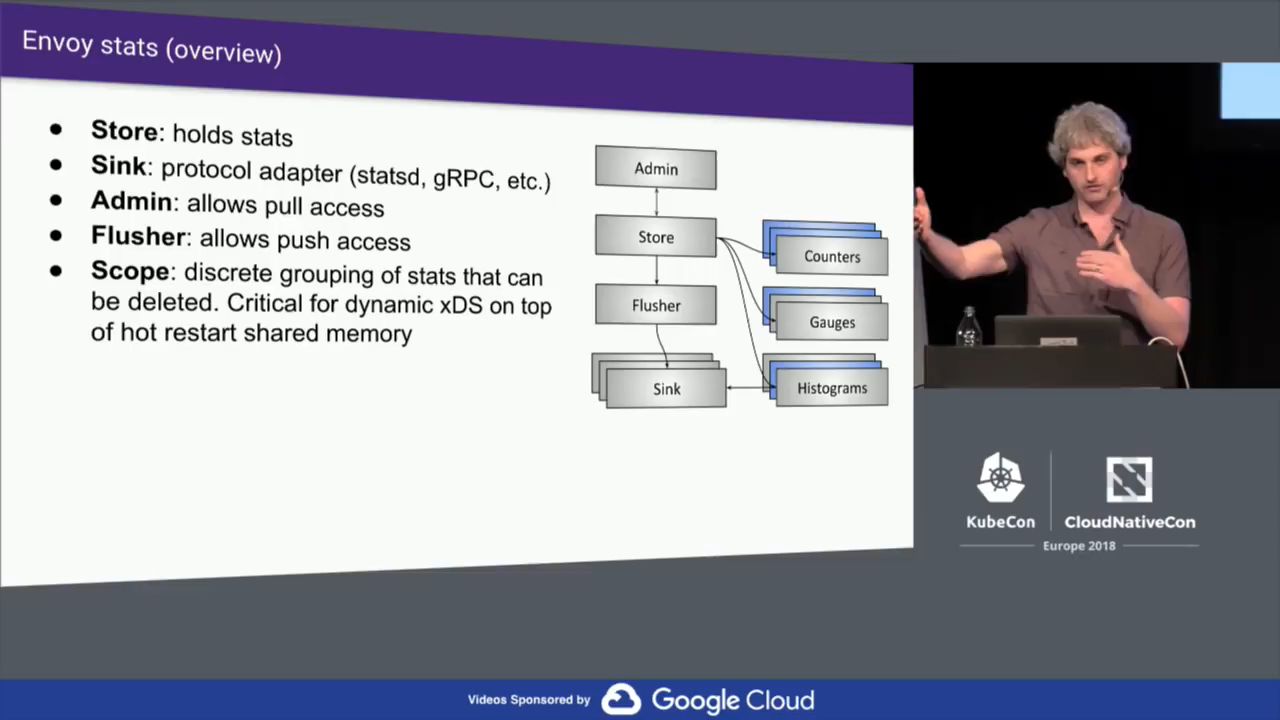 Envoy stats (overview)
● Store: holds stats
● Sink: protocol adapter (statsd, gRPC, etc.)
● Admin: allows pull access
● Flusher: allows push access
● Scope: discrete grouping of stats that can
be deleted. Critical for dynamic xDS on top
of hot restart shared memory
Admin
Store
Flusher
Sink
Counters
Gauges
Histograms
KubeCon
CloudNativeCon
Europe 2018
Videos Sponsored by
Google Cloud